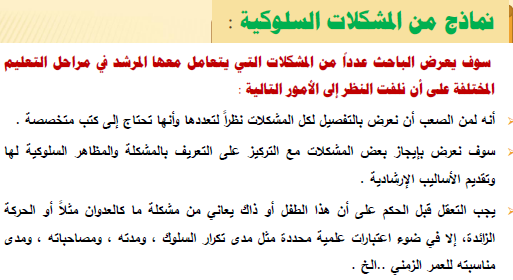 نماذج من المشكلات السلوكية :
سوف يعرض الباحث عدداً من المشكلات التي يتعامل معها المرشد في مراحل التعليم
المختلفة على أن نلفت النظر إلى الأمور التالية :
أنه لمن الصعب أن نعرض بالتفصيل لكل المشكلات نظراً لتعددها وأنها تحتاج إلى كتب متخصصة .
سوف نعرض بإيجاز بعض المشكلات مع التركيز على التعريف بالمشكلة والمظاهر السلوكية لها
وتقديم الأساليب الإرشادية .
يجب التعقل قبل الحكم على أن هذا الطفل أو ذاك يعاني من مشكلة ما كالعدوان مثلاً أو الحركة
الزائدة، إلا في ضوء اعتبارات علمية محددة مثل مدى تكرار السلوك ، ومدته ، ومصاحباته ، ومدى
مناسبته للعمر الزمني ..الخ .